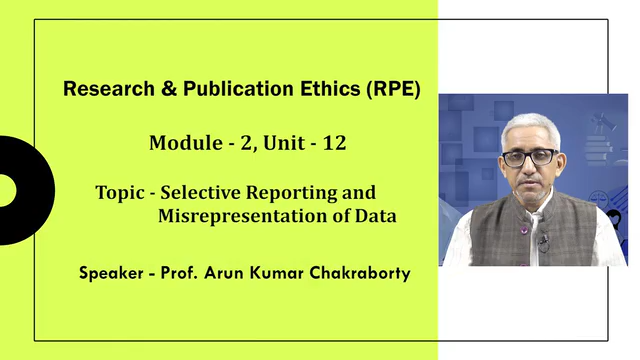 Research & Publication Ethics (RPE)
Module - 2, Unit - 12
Topic - Selective Reporting and
Misrepresentation of Data
Speaker - Prof. Arun Kumar Chakraborty